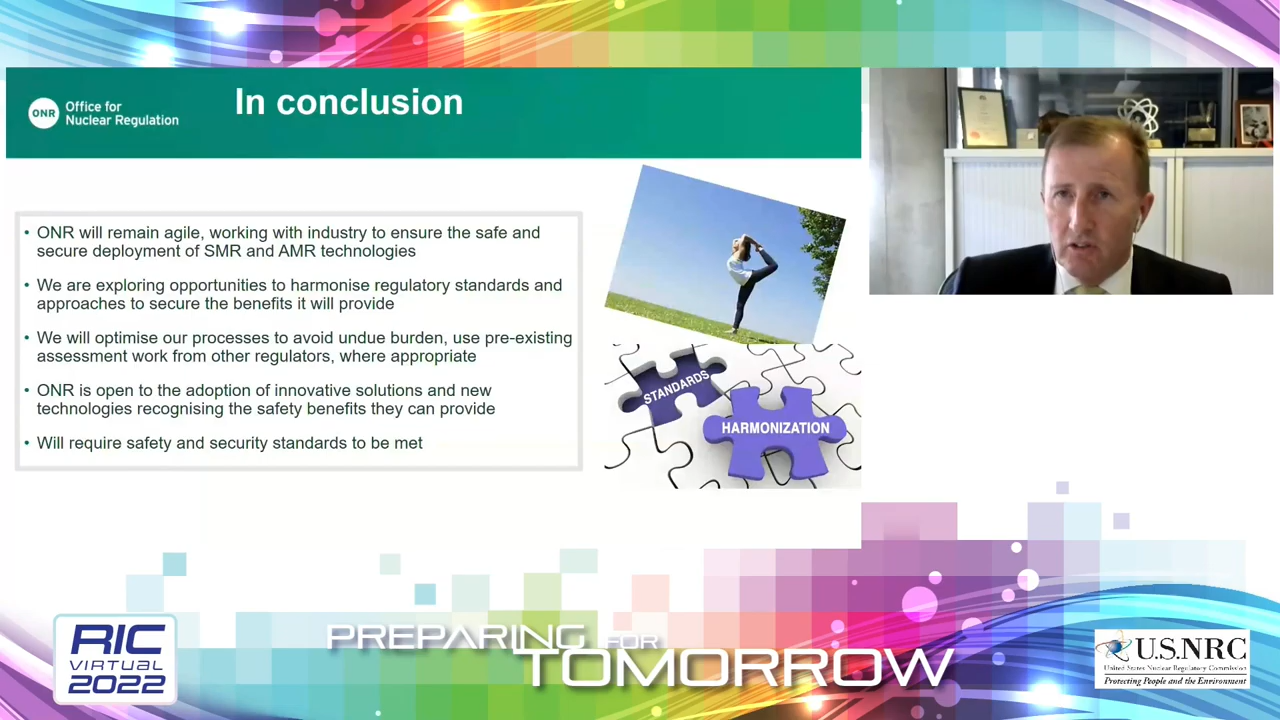 ONR
Office for
Nuclear Regulation
In conclusion
• ONR will remain agile, working with industry to ensure the safe and
secure deployment of SMR and AMR technologies
• We are exploring opportunities to harmonise regulatory standards and
approaches to secure the benefits it will provide
• We will optimise our processes to avoid undue burden, use pre-existing
assessment work from other regulators, where appropriate
• ONR is open to the adoption of innovative solutions and new
technologies recognising the safety benefits they can provide
• Will require safety and security standards to be met
STANDARDS
HARMONIZATION
RIC
VIRTUAL
2022
PREPARING FOR
TOMORROW
U.S.NRC
United States Nuclear Regulatory Commission
Protecting People and the Environment